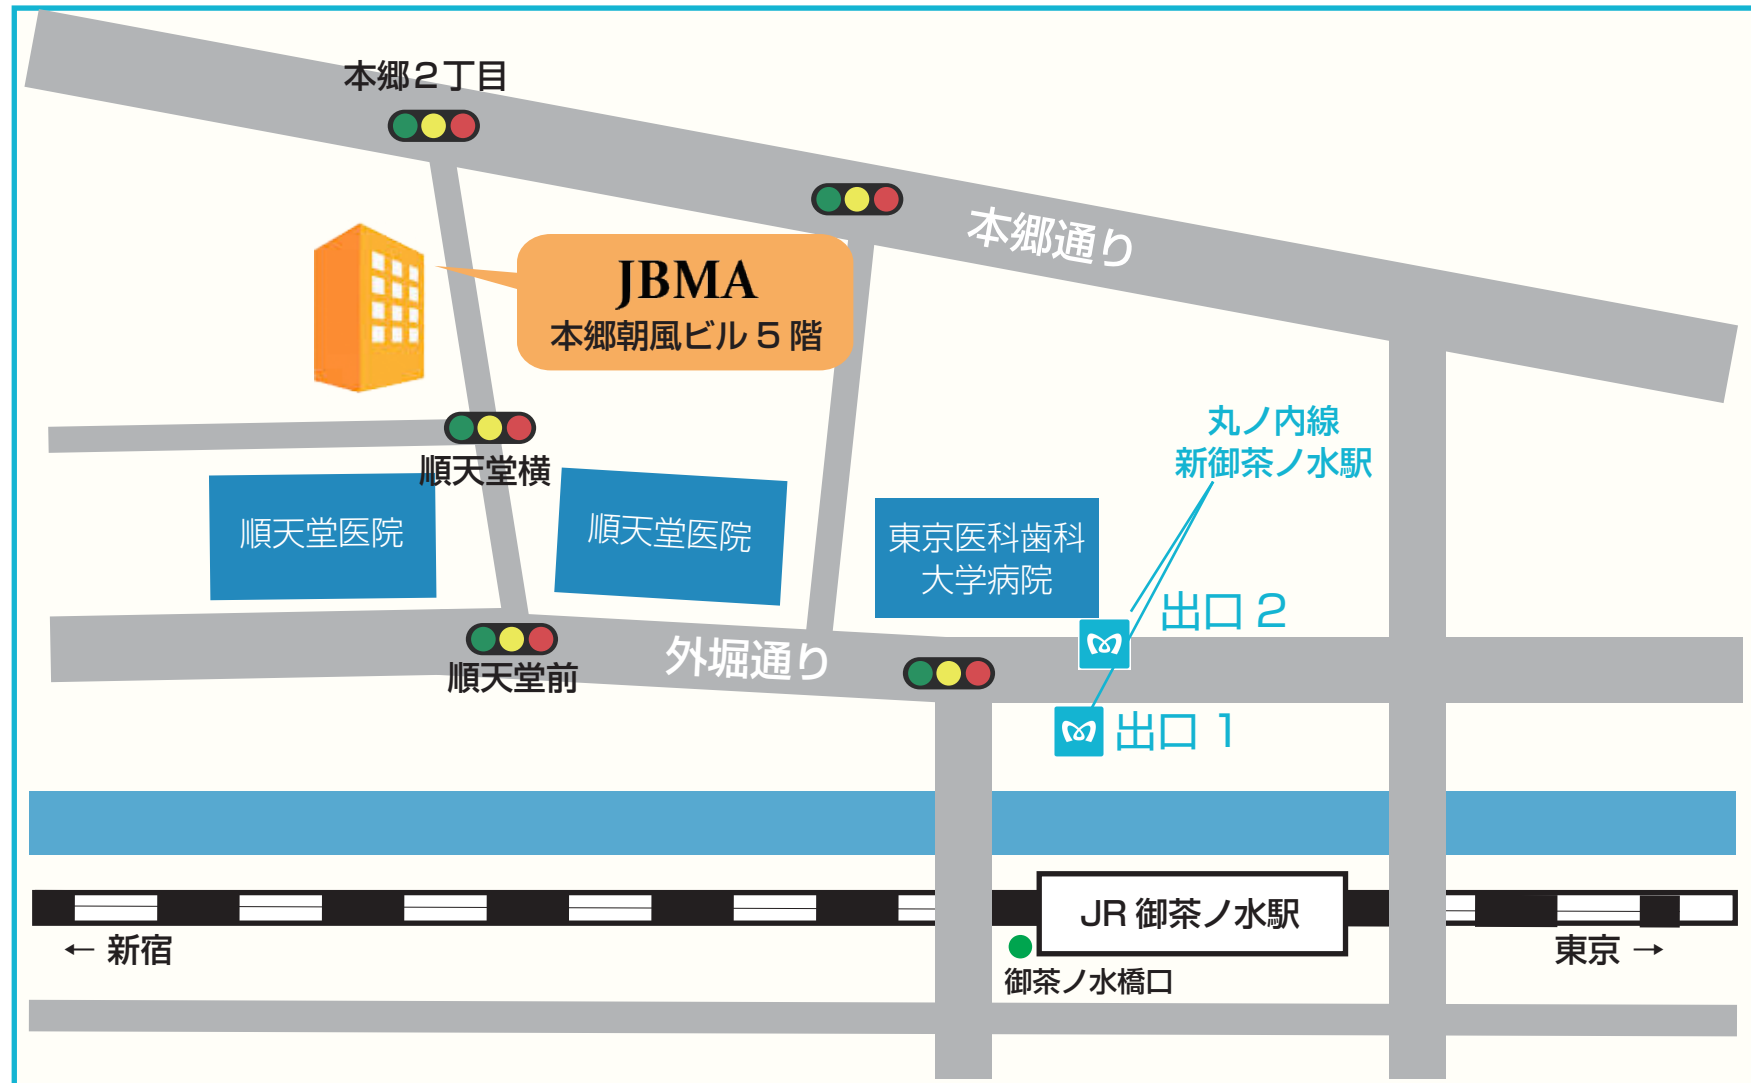 本郷2丁目
本郷通り
JBMA
本郷朝風ビル5階
丸ノ内線
新御茶ノ水駅
順天堂横
順天堂医院
順天堂医院
東京医科歯科
大学病院
出口2
外堀通り
順天堂前
出口1
JR御茶ノ水駅
← 新宿
東京 →
御茶ノ水橋口